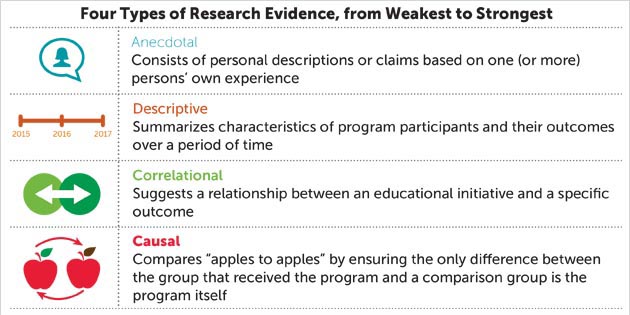 Four Types of Research Evidence, from Weakest to Strongest
Anecdotal
Consists of personal descriptions or claims based on one (or more)
persons’ own experience
2015 2016 2017
Descriptive
Summarizes characteristics of program participants and their outcomes
over a period of time
Correlational
Suggests a relationship between an educational initiative and a specific
outcome
Causal
Compares “apples to apples” by ensuring the only difference between
the group that received the program and a comparison group is the
program itself